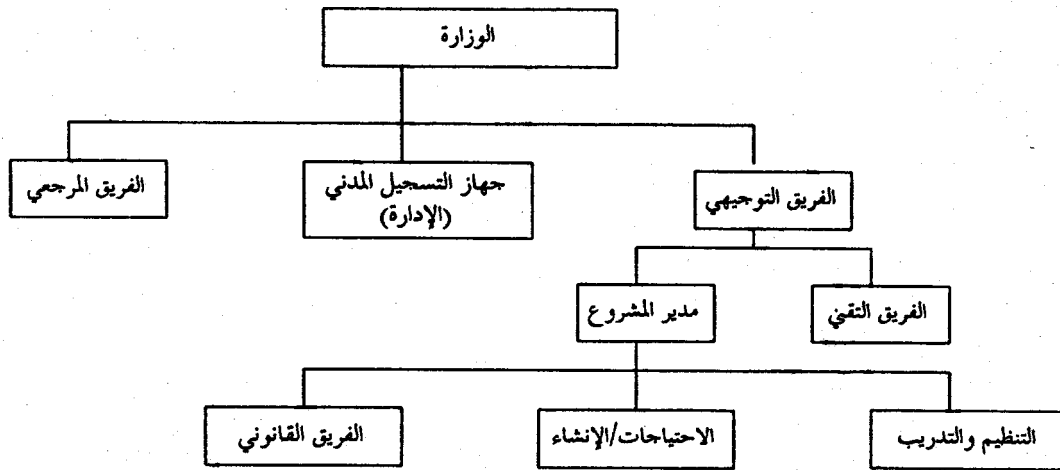 الوزارة
الفريق التوجيهي
جهاز التسجيل المدني
(الإدارة)
الفريق المرجعي
الفريق التقني
مدير المشروع
التنظيم والتدريب
الاحتياجات/الإنشاء
الفريق القانوني